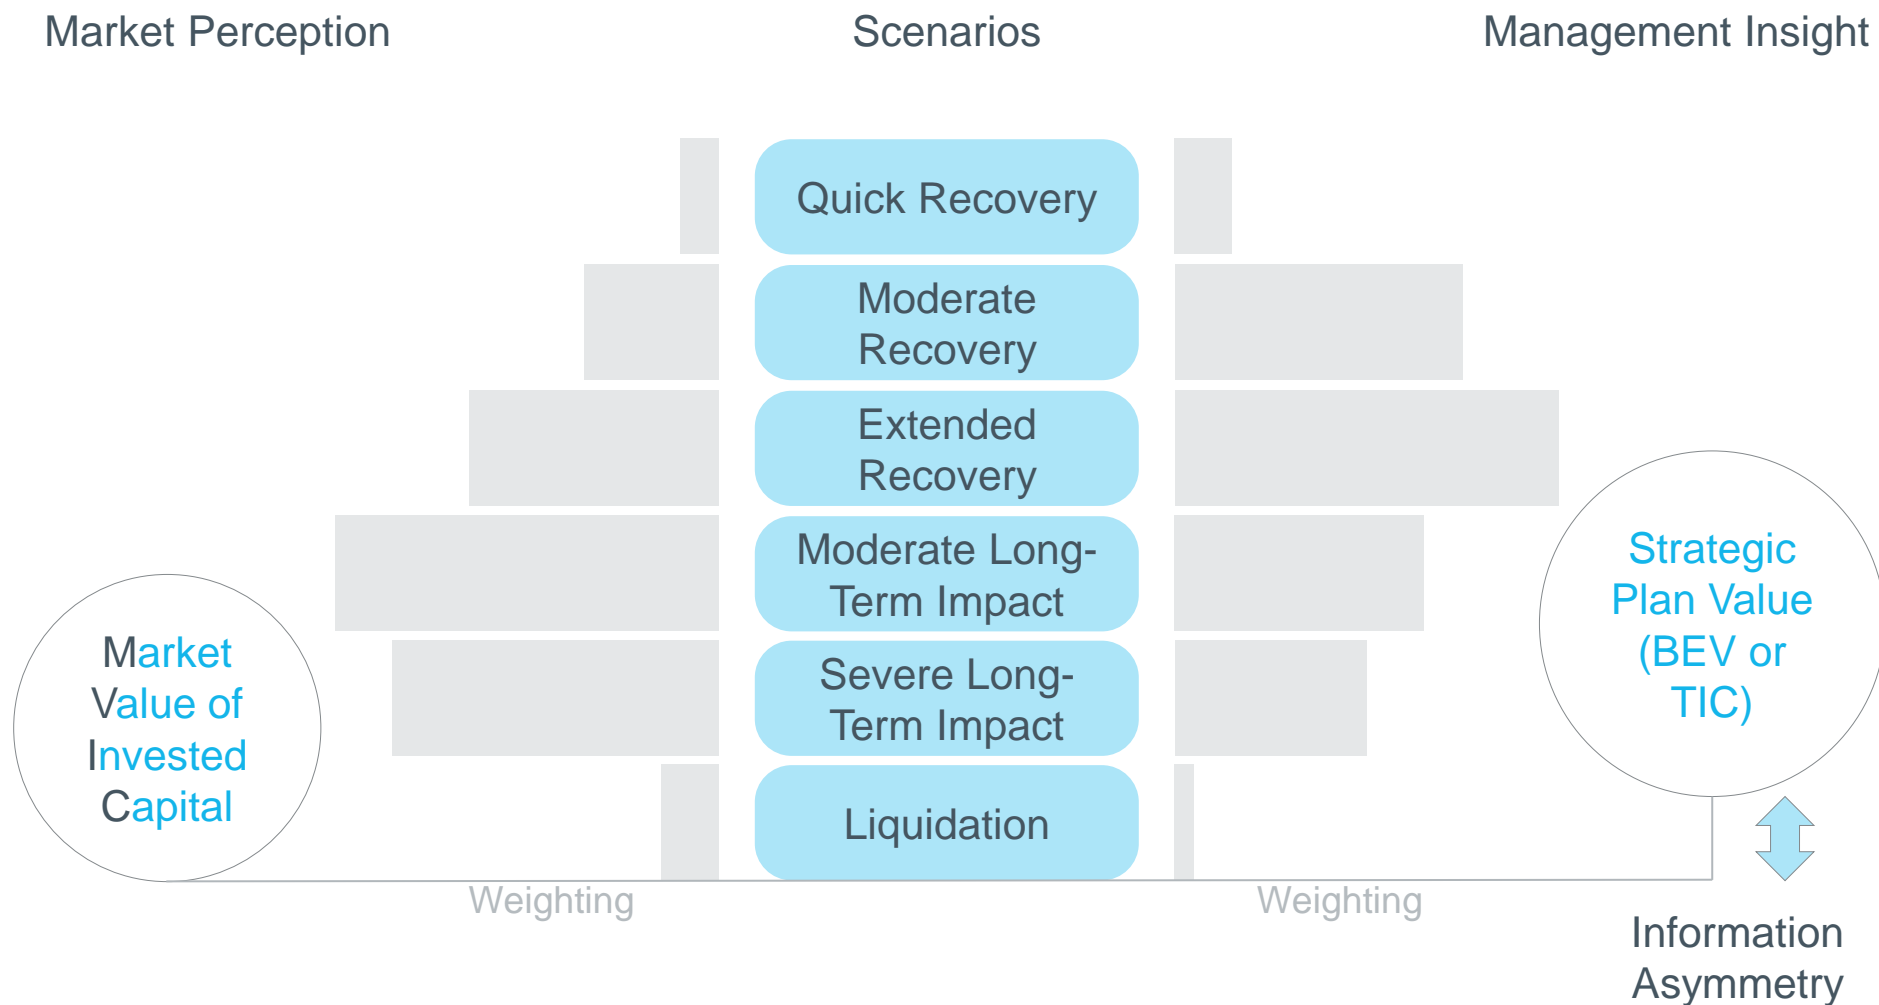 Market Perception
Scenarios
Management Insight
Quick Recovery
Moderate
Recovery
Extended
Recovery
Moderate Long-
Term Impact
Severe Long-
Term Impact
Liquidation
Market
Value of
Invested
Capital
Strategic
Plan Value
(BEV or
TIC)
Weighting
Weighting
Information
Asymmetry